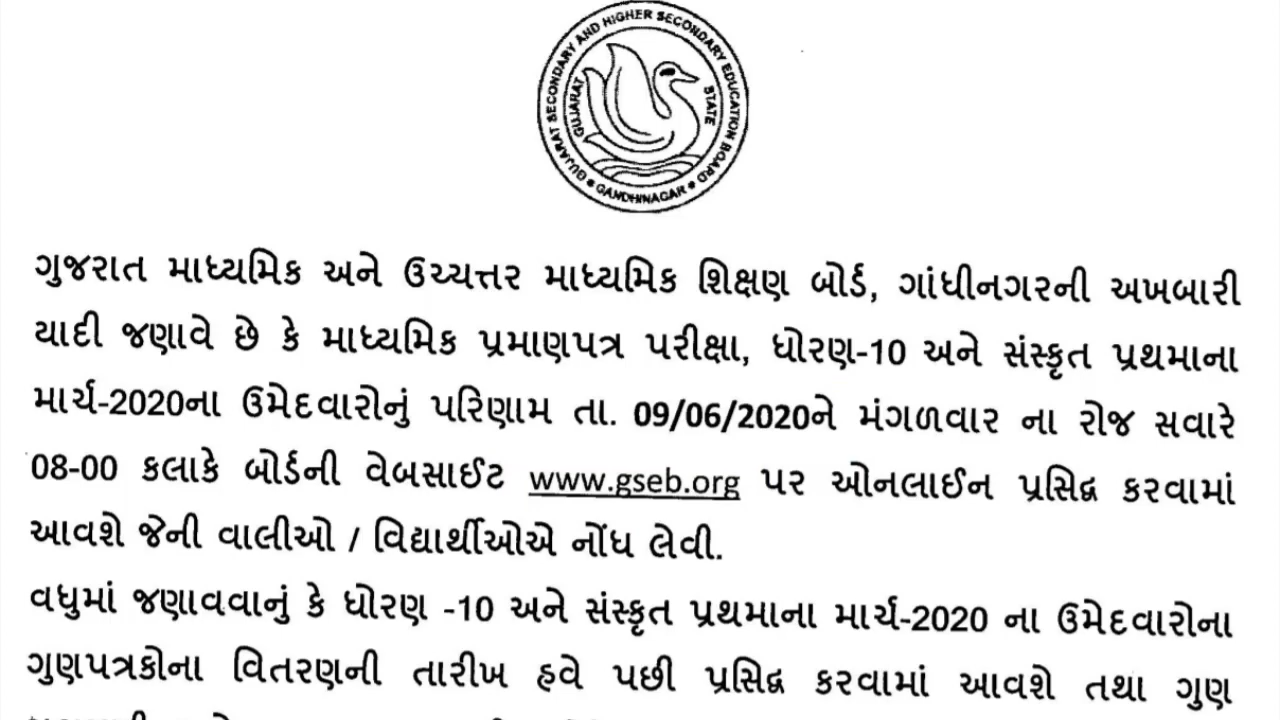 GUJARAT SECONDARY AND HIGHER SECONDARY EDUCATION BOARD
GUJARAT STATE
GANDHINAGAR
ગુજરાત માધ્યમિક અને ઉચ્ચત્તર માધ્યમિક શિક્ષણ બોર્ડ, ગાંધીનગરની અખબારી
યાદી જણાવે છે કે માધ્યમિક પ્રમાણપત્ર પરીક્ષા, ધોરણ-10 અને સંસ્કૃત પ્રથમાના
માર્ચ-2020ના ઉમેદવારોનું પરિણામ તા. 09/06/2020ને મંગળવાર ના રોજ સવારે
08-00 કલાકે બોર્ડની વેબસાઈટ www.gseb.org પર ઓનલાઈન પ્રસિદ્ધ કરવામાં
આવશે જેની વાલીઓ / વિદ્યાર્થીઓએ નોંધ લેવી.
વધુમાં જણાવવાનું કે ધોરણ -10 અને સંસ્કૃત પ્રથમાના માર્ચ-2020 ના ઉમેદવારોના
ગુણપત્રકોના વિતરણની તારીખ હવે પછી પ્રસિદ્ધ કરવામાં આવશે તથા ગુણ